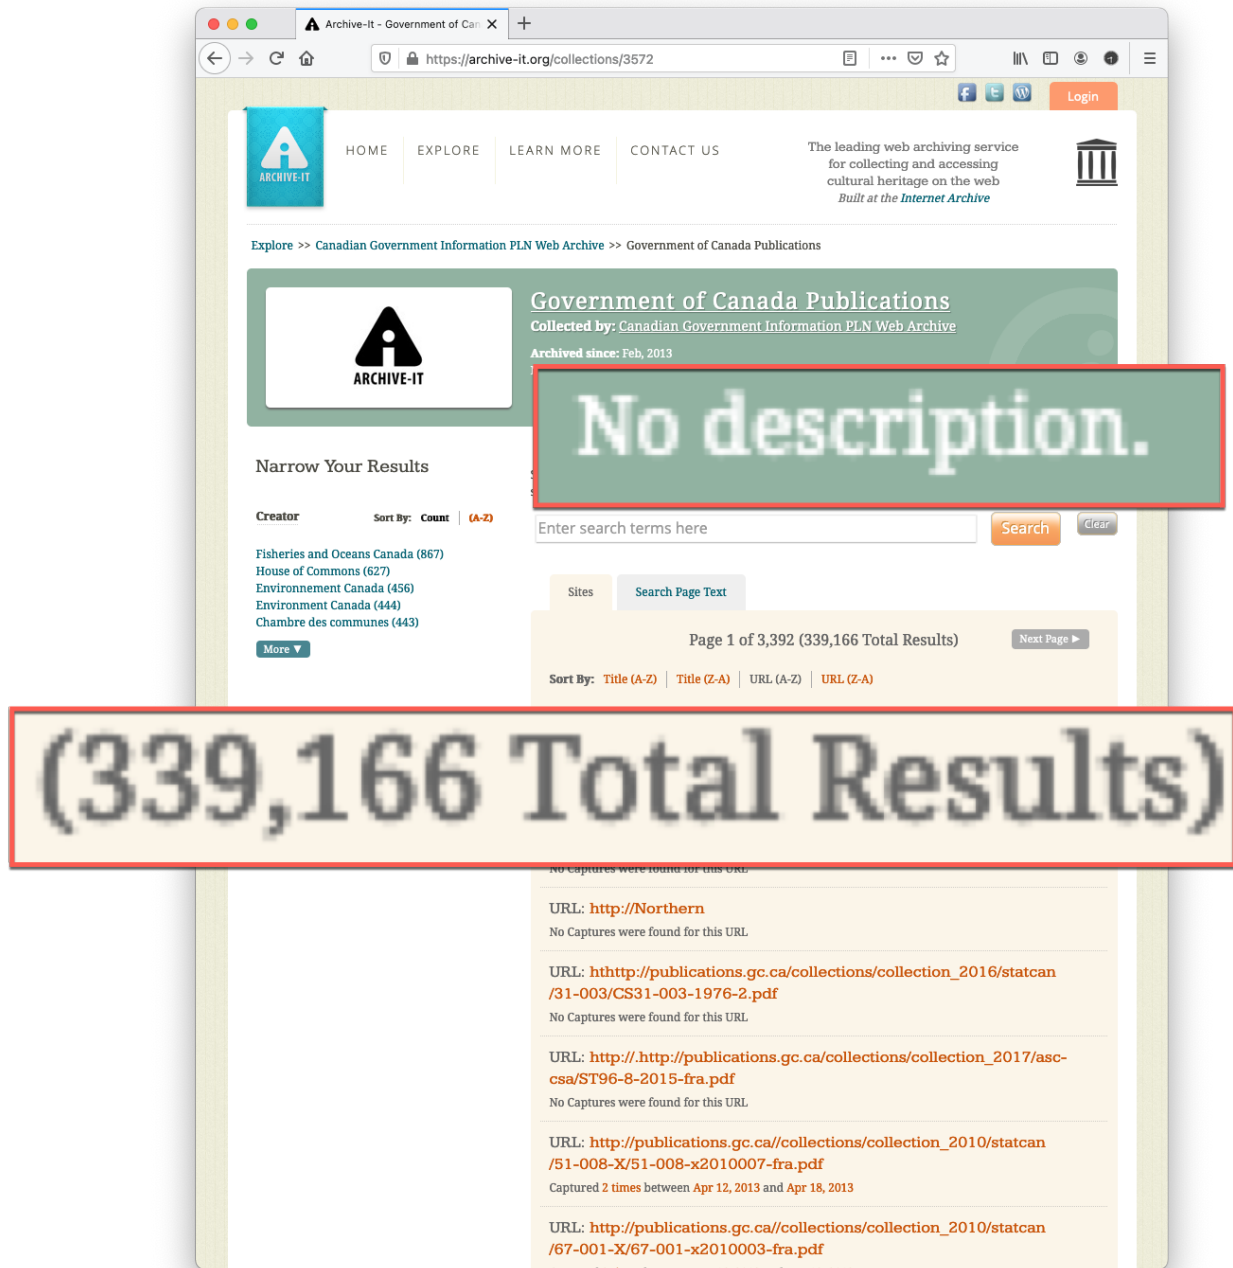 Archive-It - Government of Can
https://archive-it.org/collections/3572
Login
ARCHIVE-IT
HOME
EXPLORE
LEARN MORE
CONTACT US
The leading web archiving service
for collecting and accessing
cultural heritage on the web
Built at the Internet Archive
Explore >> Canadian Government Information PLN Web Archive >> Government of Canada Publications
ARCHIVE-IT
Government of Canada Publications
Collected by: Canadian Government Information PLN Web Archive
Archived since: Feb, 2013
No description.
Narrow Your Results
Creator
Sort By: Count (A-Z)
Fisheries and Oceans Canada (867)
House of Commons (627)
Environnement Canada (456)
Environment Canada (444)
Chambre des communes (443)
More ▼
Enter search terms here
Search
Clear
Sites
Search Page Text
Page 1 of 3,392 (339,166 Total Results)
Next Page ►
Sort By: Title (A-Z) Title (Z-A) URL (A-Z) URL (Z-A)
(339,166 Total Results)
No Captures were found for this URL
URL: http://Northern
No Captures were found for this URL
URL: hthttp://publications.gc.ca/collections/collection_2016/statcan
/31-003/CS31-003-1976-2.pdf
No Captures were found for this URL
URL: http://.http://publications.gc.ca/collections/collection_2017/asc-
csa/ST96-8-2015-fra.pdf
No Captures were found for this URL
URL: http://publications.gc.ca//collections/collection_2010/statcan
/51-008-X/51-008-x2010007-fra.pdf
Captured 2 times between Apr 12, 2013 and Apr 18, 2013
URL: http://publications.gc.ca//collections/collection_2010/statcan
/67-001-X/67-001-x2010003-fra.pdf